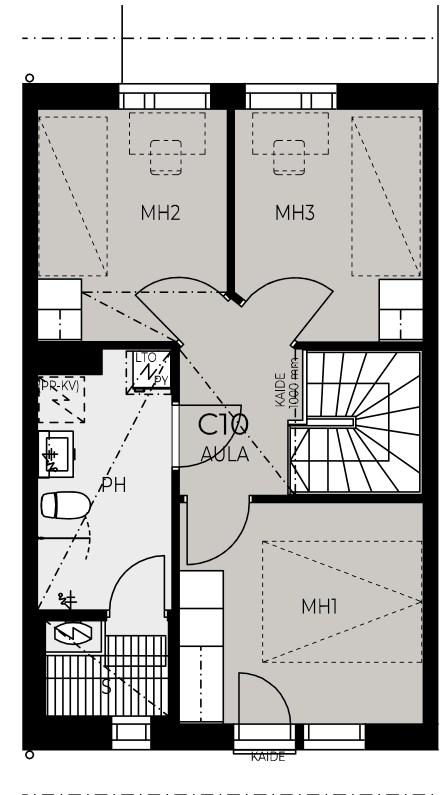 MH2
MH3
LTO
PY
(PR-KV)
KAIDE
1000 mm
C10
AULA
PH
MH1
S
KAIDE